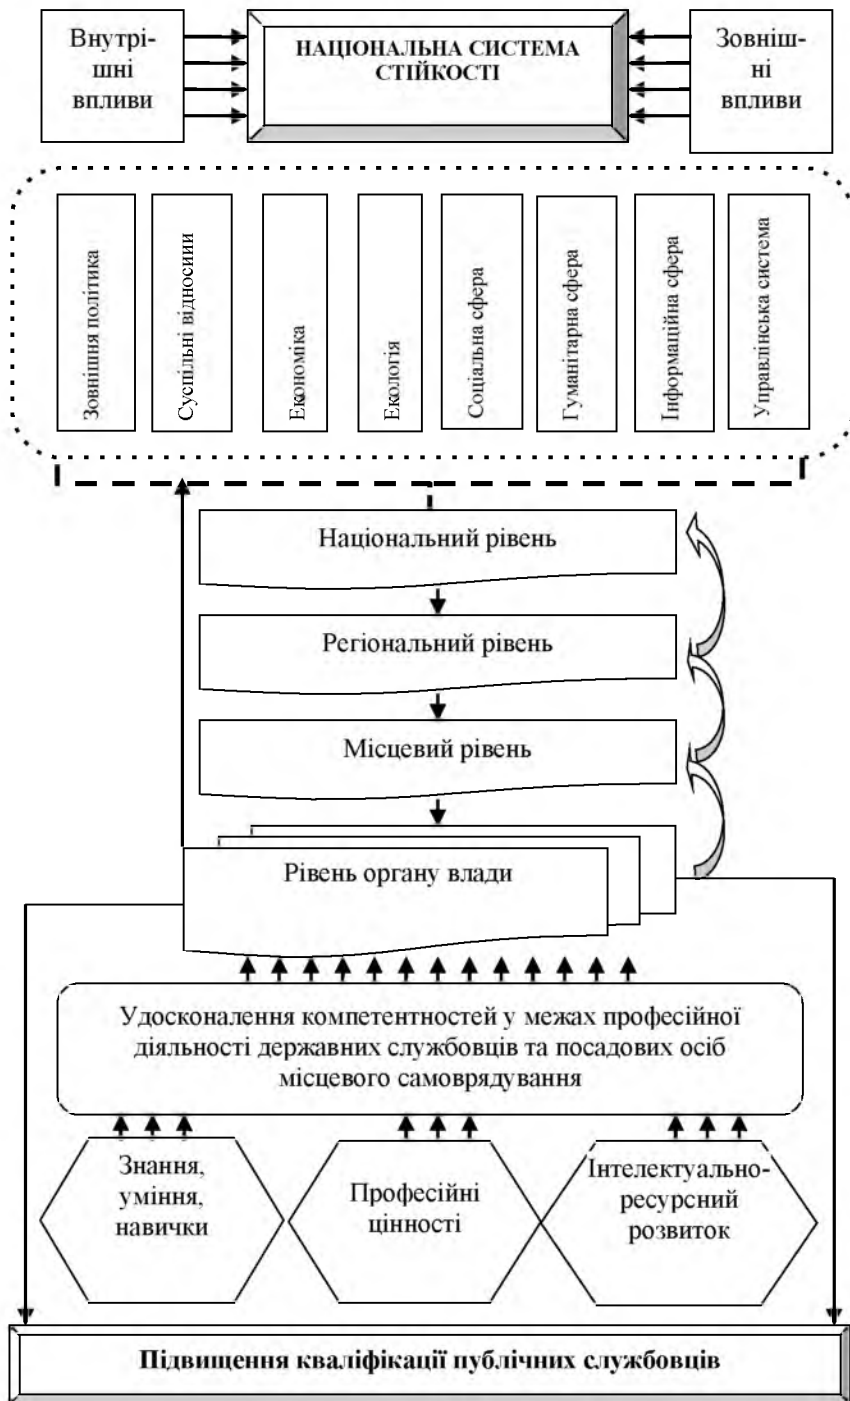 Внутрі-
шні
впливи
НАЦІОНАЛЬНА СИСТЕМА
СТІЙКОСТІ
Зовніш-
ні
впливи
Зовнішня політика
Суспільні відносини
Економіка
Екологія
Соціальна сфера
Гуманітарна сфера
Інформаційна сфера
Управлінська система
Національний рівень
Регіональний рівень
Місцевий рівень
Рівень органу влади
Удосконалення компетентностей у межах професійної
діяльності державних службовців та посадових осіб
місцевого самоврядування
Знання,
уміння,
навички
Професійні
цінності
Інтелектуально-
ресурсний
розвиток
Підвищення кваліфікації публічних службовців